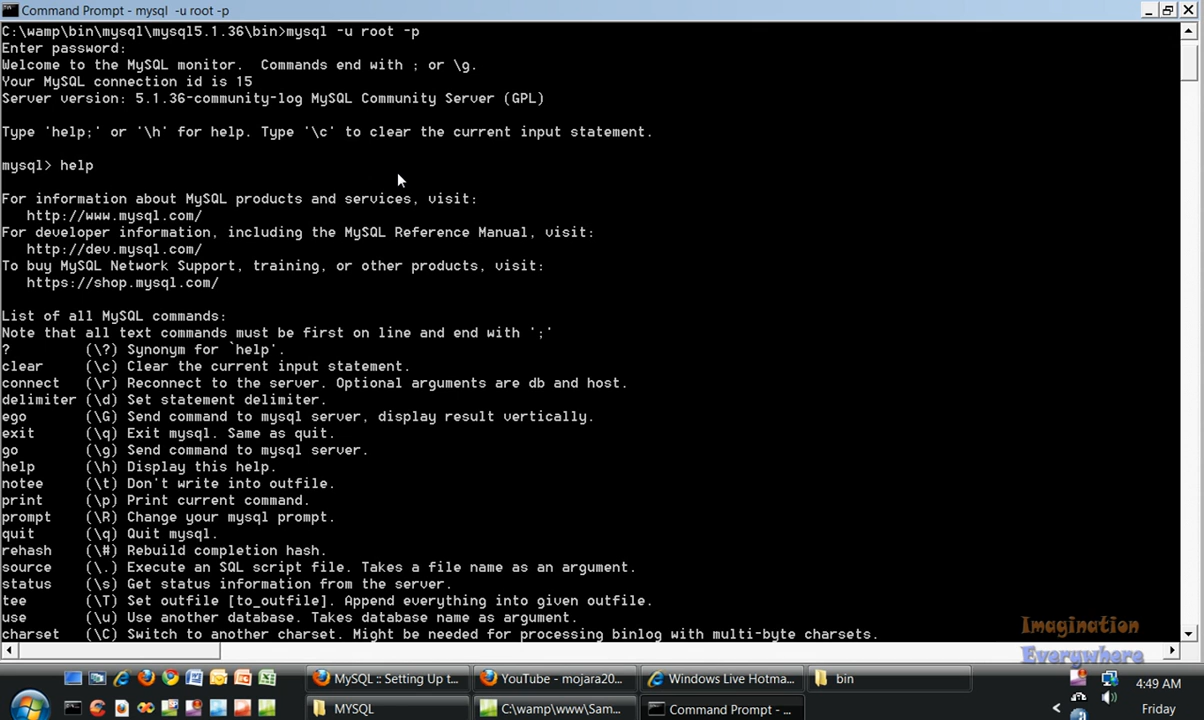 Command Prompt - mysql -u root -p
C:\wamp\bin\mysql\mysql5.1.36\bin>mysql -u root -p
Enter password:
Welcome to the MySQL monitor.  Commands end with ; or \g.
Your MySQL connection id is 15
Server version: 5.1.36-community-log MySQL Community Server (GPL)
Type 'help;' or '\h' for help. Type '\c' to clear the current input statement.
mysql> help
For information about MySQL products and services, visit:
http://www.mysql.com/
For developer information, including the MySQL Reference Manual, visit:
http://dev.mysql.com/
To buy MySQL Network Support, training, or other products, visit:
https://shop.mysql.com/
List of all MySQL commands:
Note that all text commands must be first on line and end with ';'
? (\?) Synonym for `help'.
clear (\c) Clear the current input statement.
connect (\r) Reconnect to the server. Optional arguments are db and host.
delimiter (\d) Set statement delimiter.
ego (\G) Send command to mysql server, display result vertically.
exit (\q) Exit mysql. Same as quit.
go (\g) Send command to mysql server.
help (\h) Display this help.
notee (\t) Don't write into outfile.
print (\p) Print current command.
prompt (\R) Change your mysql prompt.
quit (\q) Quit mysql.
rehash (\#) Rebuild completion hash.
source (\.) Execute an SQL script file. Takes a file name as an argument.
status (\s) Get status information from the server.
tee (\T) Set outfile [to_outfile]. Append everything into given outfile.
use (\u) Use another database. Takes database name as argument.
charset (\C) Switch to another charset. Might be needed for processing binlog with multi-byte charsets.
Imagination
Everywhere
MySQL :: Setting Up t... YouTube - mojara20... Windows Live Hotma... bin
4:49 AM
MYSQL C:\wamp\www\Sam... Command Prompt - ...
Friday